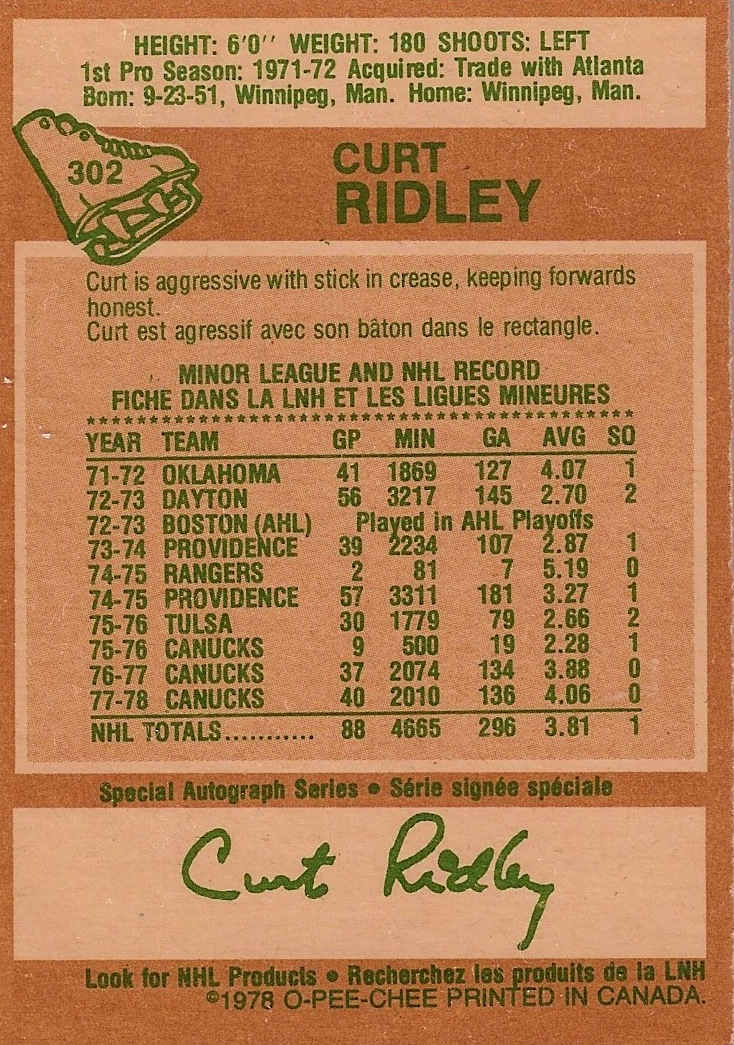 HEIGHT: 6'0'' WEIGHT: 180 SHOOTS: LEFT
1st Pro Season: 1971-72 Acquired: Trade with Atlanta
Born: 9-23-51, Winnipeg, Man. Home: Winnipeg, Man.
302
CURT
RIDLEY
Curt is aggressive with stick in crease, keeping forwards
honest.
Curt est agressif avec son bâton dans le rectangle.
MINOR LEAGUE AND NHL RECORD
FICHE DANS LA LNH ET LES LIGUES MINEURES
YEAR TEAM GP MIN GA AVG SO
71-72 OKLAHOMA 41 1869 127 4.07 1
72-73 DAYTON 56 3217 145 2.70 2
72-73 BOSTON (AHL) Played in AHL Playoffs
73-74 PROVIDENCE 39 2234 107 2.87 1
74-75 RANGERS 2 81 7 5.19 0
74-75 PROVIDENCE 57 3311 181 3.27 1
75-76 TULSA 30 1779 79 2.66 2
75-76 CANUCKS 9 500 19 2.28 1
76-77 CANUCKS 37 2074 134 3.88 0
77-78 CANUCKS 40 2010 136 4.06 0
NHL TOTALS........... 88 4665 296 3.81 1
Special Autograph Series • Série signée spéciale
Curt Ridley
Look for NHL Products • Recherchez les produits de la LNH
©1978 O-PEE-CHEE PRINTED IN CANADA.